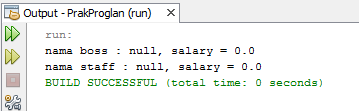 Output - PrakProglan (run)
run:
nama boss : null, salary = 0.0
nama staff : null, salary = 0.0
BUILD SUCCESSFUL (total time: 0 seconds)